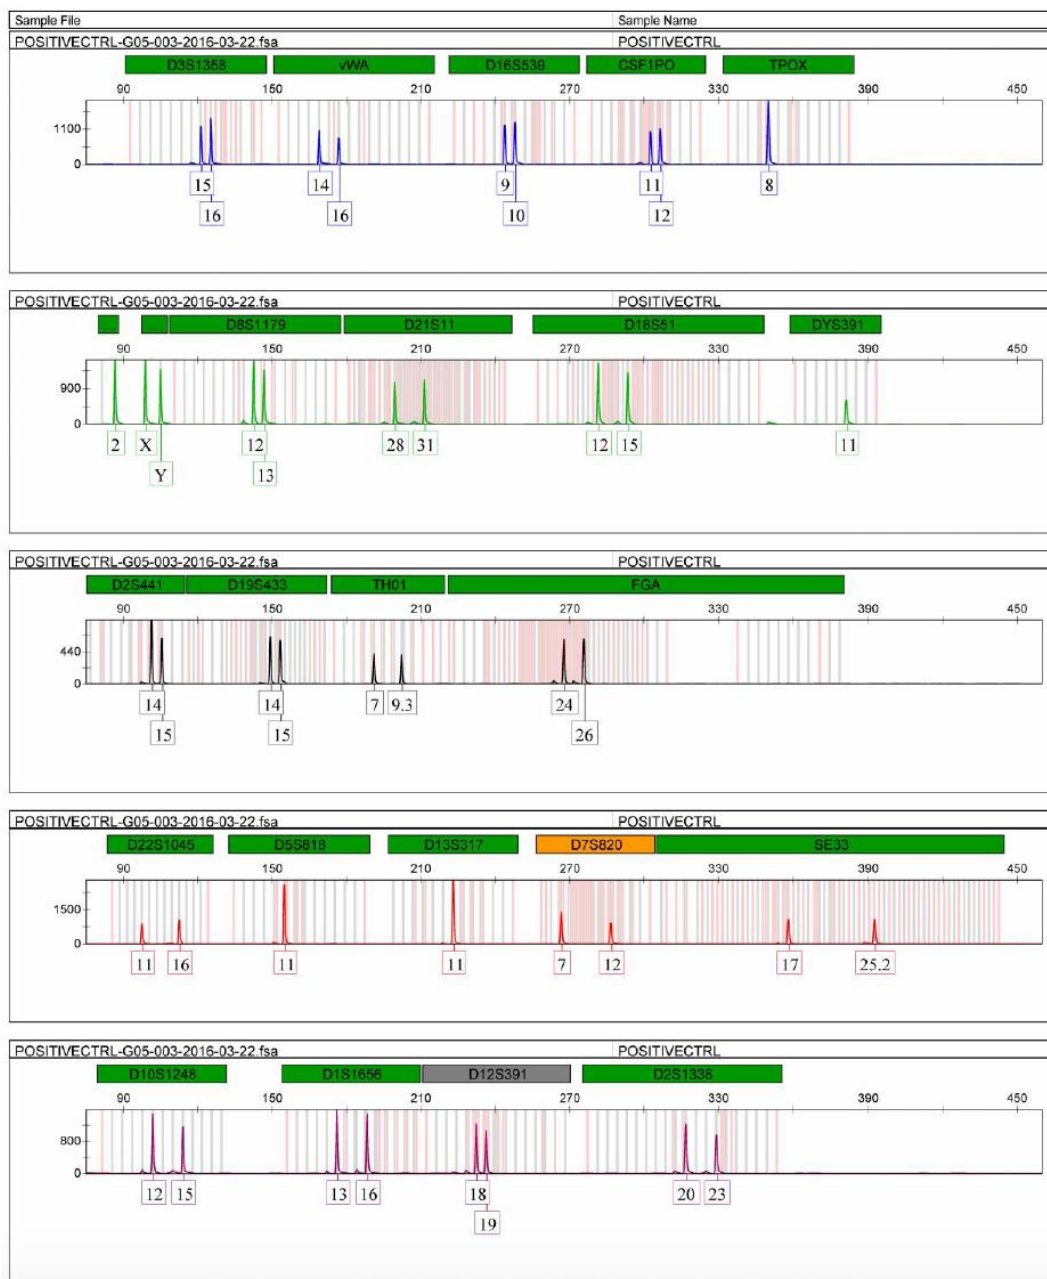 Sample File Sample Name
POSITIVECTRL-G05-003-2016-03-22.fsa POSITIVECTRL
D3S1358 vWA D16S539 CSF1PO TPOX
90 150 210 270 330 390 450
1100
0
15 14 9 11 8
16 16 10 12
POSITIVECTRL-G05-003-2016-03-22.fsa POSITIVECTRL
D8S1179 D21S11 D18S51 DYS391
90 150 210 270 330 390 450
900
0
2 X 12 28 31 12 15 11
Y 13
POSITIVECTRL-G05-003-2016-03-22.fsa POSITIVECTRL
D2S441 D19S433 TH01 FGA
90 150 210 270 330 390 450
440
0
14 14 7 9.3 24
15 15 26
POSITIVECTRL-G05-003-2016-03-22.fsa POSITIVECTRL
D22S1045 D5S818 D13S317 D7S820 SE33
90 150 210 270 330 390 450
1500
0
11 16 11 11 7 12 17 25.2
POSITIVECTRL-G05-003-2016-03-22.fsa POSITIVECTRL
D10S1248 D1S1656 D12S391 D2S1338
90 150 210 270 330 390 450
800
0
12 15 13 16 18 20 23
19